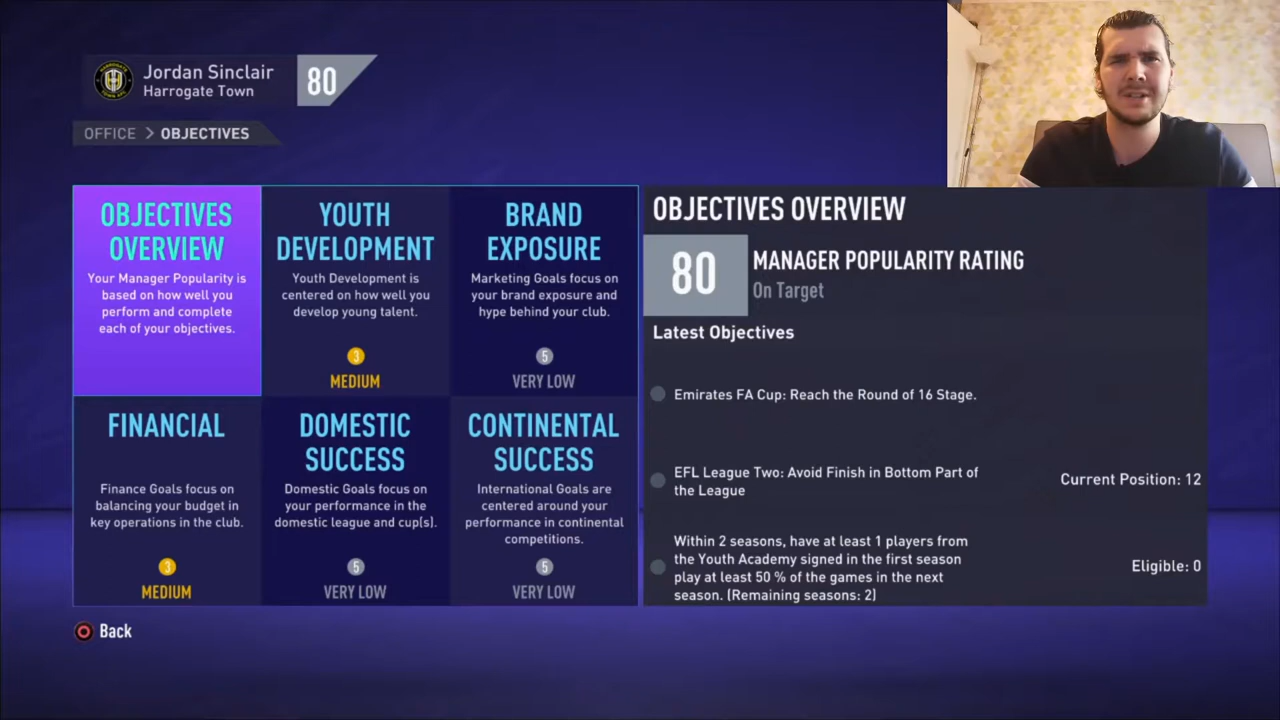 Jordan Sinclair
Harrogate Town
80
OFFICE > OBJECTIVES
OBJECTIVES
OVERVIEW
Your Manager Popularity is
based on how well you
perform and complete
each of your objectives.
YOUTH
DEVELOPMENT
Youth Development is
centered on how well you
develop young talent.
3
MEDIUM
BRAND
EXPOSURE
Marketing Goals focus on
your brand exposure and
hype behind your club.
5
VERY LOW
FINANCIAL
Finance Goals focus on
balancing your budget in
key operations in the club.
3
MEDIUM
DOMESTIC
SUCCESS
Domestic Goals focus on
your performance in the
domestic league and cup(s).
5
VERY LOW
CONTINENTAL
SUCCESS
International Goals are
centered around your
performance in continental
competitions.
5
VERY LOW
OBJECTIVES OVERVIEW
80
MANAGER POPULARITY RATING
On Target
Latest Objectives
Emirates FA Cup: Reach the Round of 16 Stage.
EFL League Two: Avoid Finish in Bottom Part of
the League
Current Position: 12
Within 2 seasons, have at least 1 players from
the Youth Academy signed in the first season
play at least 50 % of the games in the next
season. (Remaining seasons: 2)
Eligible: 0
Back